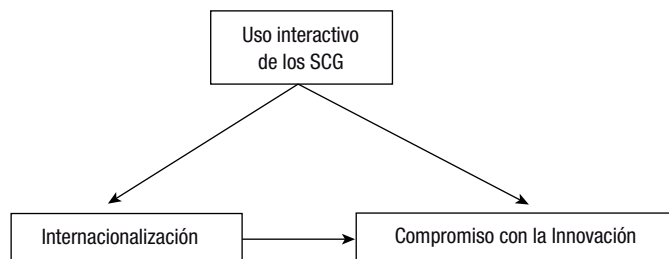 Uso interactivo
de los SCG
Internacionalización
Compromiso con la Innovación